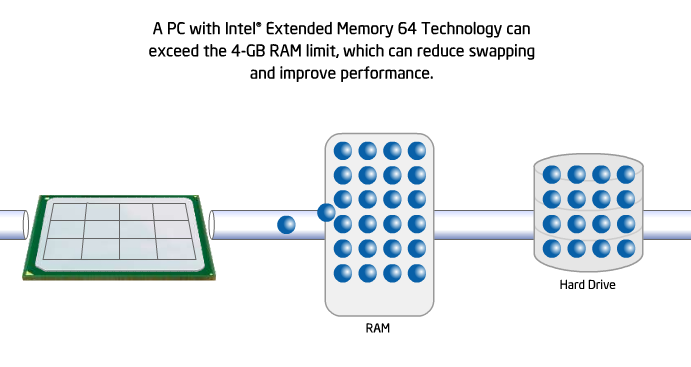 A PC with Intel® Extended Memory 64 Technology can
exceed the 4-GB RAM limit, which can reduce swapping
and improve performance.
Hard Drive
RAM